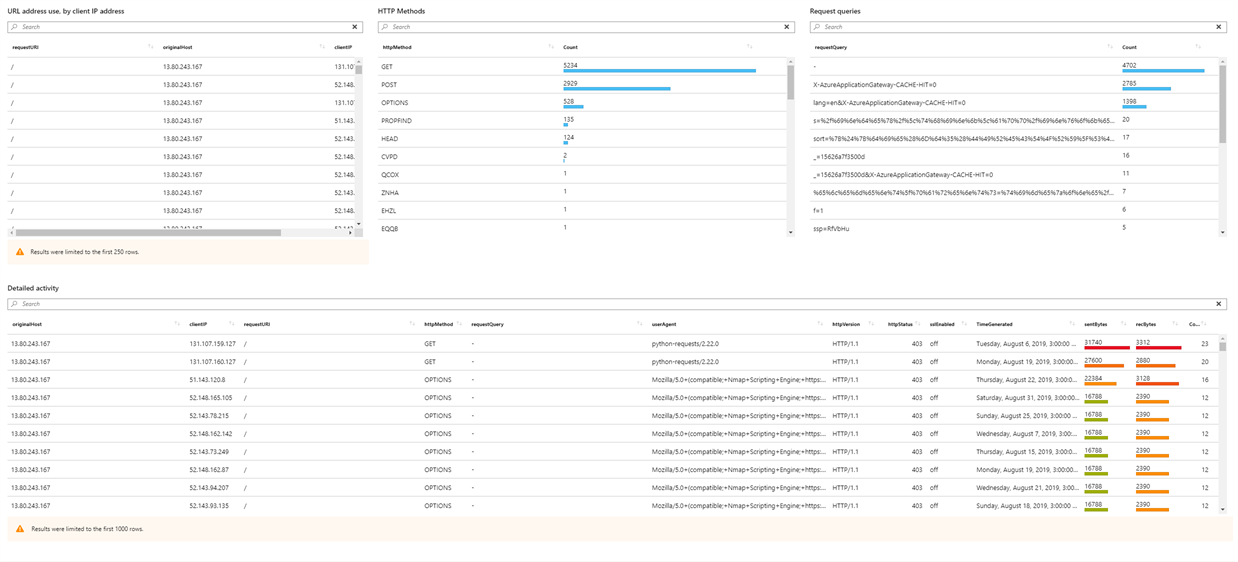 URL address use, by client IP address
Search
requestURI originalHost clientIP
/ 13.80.243.167 131.10
/ 13.80.243.167 52.148.
/ 13.80.243.167 131.10
/ 13.80.243.167 51.143.
/ 13.80.243.167 52.143.
/ 13.80.243.167 52.148.
/ 13.80.243.167 52.143.
/ 13.80.243.167 52.143.
/ 13.80.243.167 52.148.
Results were limited to the first 250 rows.
HTTP Methods
Search
httpMethod Count
GET 5234
POST 2929
OPTIONS 528
PROPFIND 135
HEAD 124
CVPD 2
QCOX 1
ZNHA 1
EHZL 1
EQQB 1
Request queries
Search
requestQuery Count
- 4702
X-AzureApplicationGateway-CACHE-HIT=0 2785
lang=en&X-AzureApplicationGateway-CACHE-HIT=0 1398
s=%2f%69%6e%64%65%78%2f%5c%74%68%69%6e%6b%5c%61%70%70%2f%69%6e%76%6f%6b%65... 20
sort=%7B%24%78%64%69%65%28%6D%64%35%28%44%49%52%45%43%54%4F%52%59%5F%53%4... 17
_=15626a7f3500d 16
_=15626a7f3500d&X-AzureApplicationGateway-CACHE-HIT=0 11
%65%6c%65%6d%65%6e%74%5f%70%61%72%65%6e%74%73=%74%69%6d%65%7a%6f%6e%65%2f... 7
f=1 6
ssp=RfVbHu 5
Detailed activity
Search
originalHost clientIP requestURI httpMethod requestQuery userAgent httpVersion httpStatus sslEnabled TimeGenerated sentBytes recBytes Co...
13.80.243.167 131.107.159.127 / GET - python-requests/2.22.0 HTTP/1.1 403 off Tuesday, August 6, 2019, 3:00:00 ... 31740 3312 23
13.80.243.167 131.107.160.127 / GET - python-requests/2.22.0 HTTP/1.1 403 off Monday, August 19, 2019, 3:00:00 ... 27600 2880 20
13.80.243.167 51.143.120.8 / OPTIONS - Mozilla/5.0+(compatible;+Nmap+Scripting+Engine;+https:... HTTP/1.1 403 off Thursday, August 22, 2019, 3:00:0... 22384 3128 16
13.80.243.167 52.148.165.105 / OPTIONS - Mozilla/5.0+(compatible;+Nmap+Scripting+Engine;+https:... HTTP/1.1 403 off Saturday, August 31, 2019, 3:00:00... 16788 2390 12
13.80.243.167 52.143.78.215 / OPTIONS - Mozilla/5.0+(compatible;+Nmap+Scripting+Engine;+https:... HTTP/1.1 403 off Sunday, August 25, 2019, 3:00:00 ... 16788 2390 12
13.80.243.167 52.148.162.142 / OPTIONS - Mozilla/5.0+(compatible;+Nmap+Scripting+Engine;+https:... HTTP/1.1 403 off Wednesday, August 7, 2019, 3:00:0... 16788 2390 12
13.80.243.167 52.143.73.249 / OPTIONS - Mozilla/5.0+(compatible;+Nmap+Scripting+Engine;+https:... HTTP/1.1 403 off Thursday, August 15, 2019, 3:00:0... 16788 2390 12
13.80.243.167 52.148.162.87 / OPTIONS - Mozilla/5.0+(compatible;+Nmap+Scripting+Engine;+https:... HTTP/1.1 403 off Monday, August 19, 2019, 3:00:00 ... 16788 2390 12
13.80.243.167 52.143.94.207 / OPTIONS - Mozilla/5.0+(compatible;+Nmap+Scripting+Engine;+https:... HTTP/1.1 403 off Wednesday, August 21, 2019, 3:00:... 16788 2390 12
13.80.243.167 52.143.93.135 / OPTIONS - Mozilla/5.0+(compatible;+Nmap+Scripting+Engine;+https:... HTTP/1.1 403 off Sunday, August 18, 2019, 3:00:00 ... 16788 2390 12
Results were limited to the first 1000 rows.